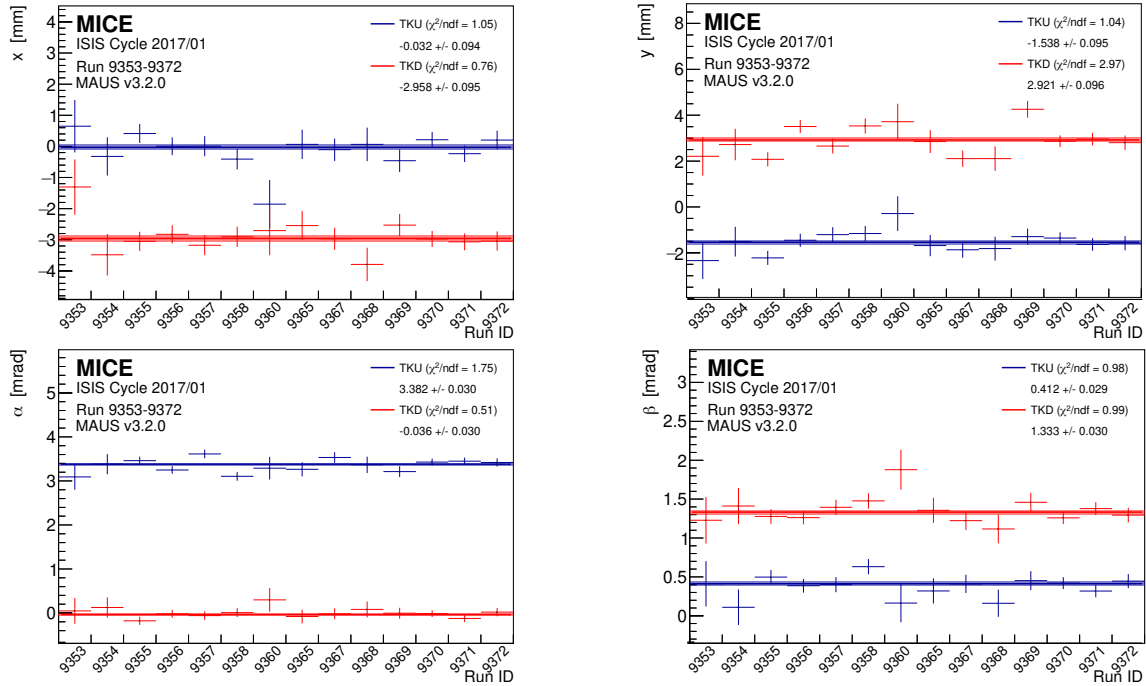 x [mm]
4
3
2
1
0
−1
−2
−3
−4
MICE
ISIS Cycle 2017/01
Run 9353-9372
MAUS v3.2.0
TKU (χ²/ndf = 1.05)
-0.032 +/- 0.094
TKD (χ²/ndf = 0.76)
-2.958 +/- 0.095
9353 9354 9355 9356 9357 9358 9360 9365 9367 9368 9369 9370 9371 9372
Run ID
y [mm]
8
6
4
2
0
−2
MICE
ISIS Cycle 2017/01
Run 9353-9372
MAUS v3.2.0
TKU (χ²/ndf = 1.04)
-1.538 +/- 0.095
TKD (χ²/ndf = 2.97)
2.921 +/- 0.096
9353 9354 9355 9356 9357 9358 9360 9365 9367 9368 9369 9370 9371 9372
Run ID
α [mrad]
5
4
3
2
1
0
MICE
ISIS Cycle 2017/01
Run 9353-9372
MAUS v3.2.0
TKU (χ²/ndf = 1.75)
3.382 +/- 0.030
TKD (χ²/ndf = 0.51)
-0.036 +/- 0.030
9353 9354 9355 9356 9357 9358 9360 9365 9367 9368 9369 9370 9371 9372
Run ID
β [mrad]
3
2.5
2
1.5
1
0.5
0
MICE
ISIS Cycle 2017/01
Run 9353-9372
MAUS v3.2.0
TKU (χ²/ndf = 0.98)
0.412 +/- 0.029
TKD (χ²/ndf = 0.99)
1.333 +/- 0.030
9353 9354 9355 9356 9357 9358 9360 9365 9367 9368 9369 9370 9371 9372
Run ID